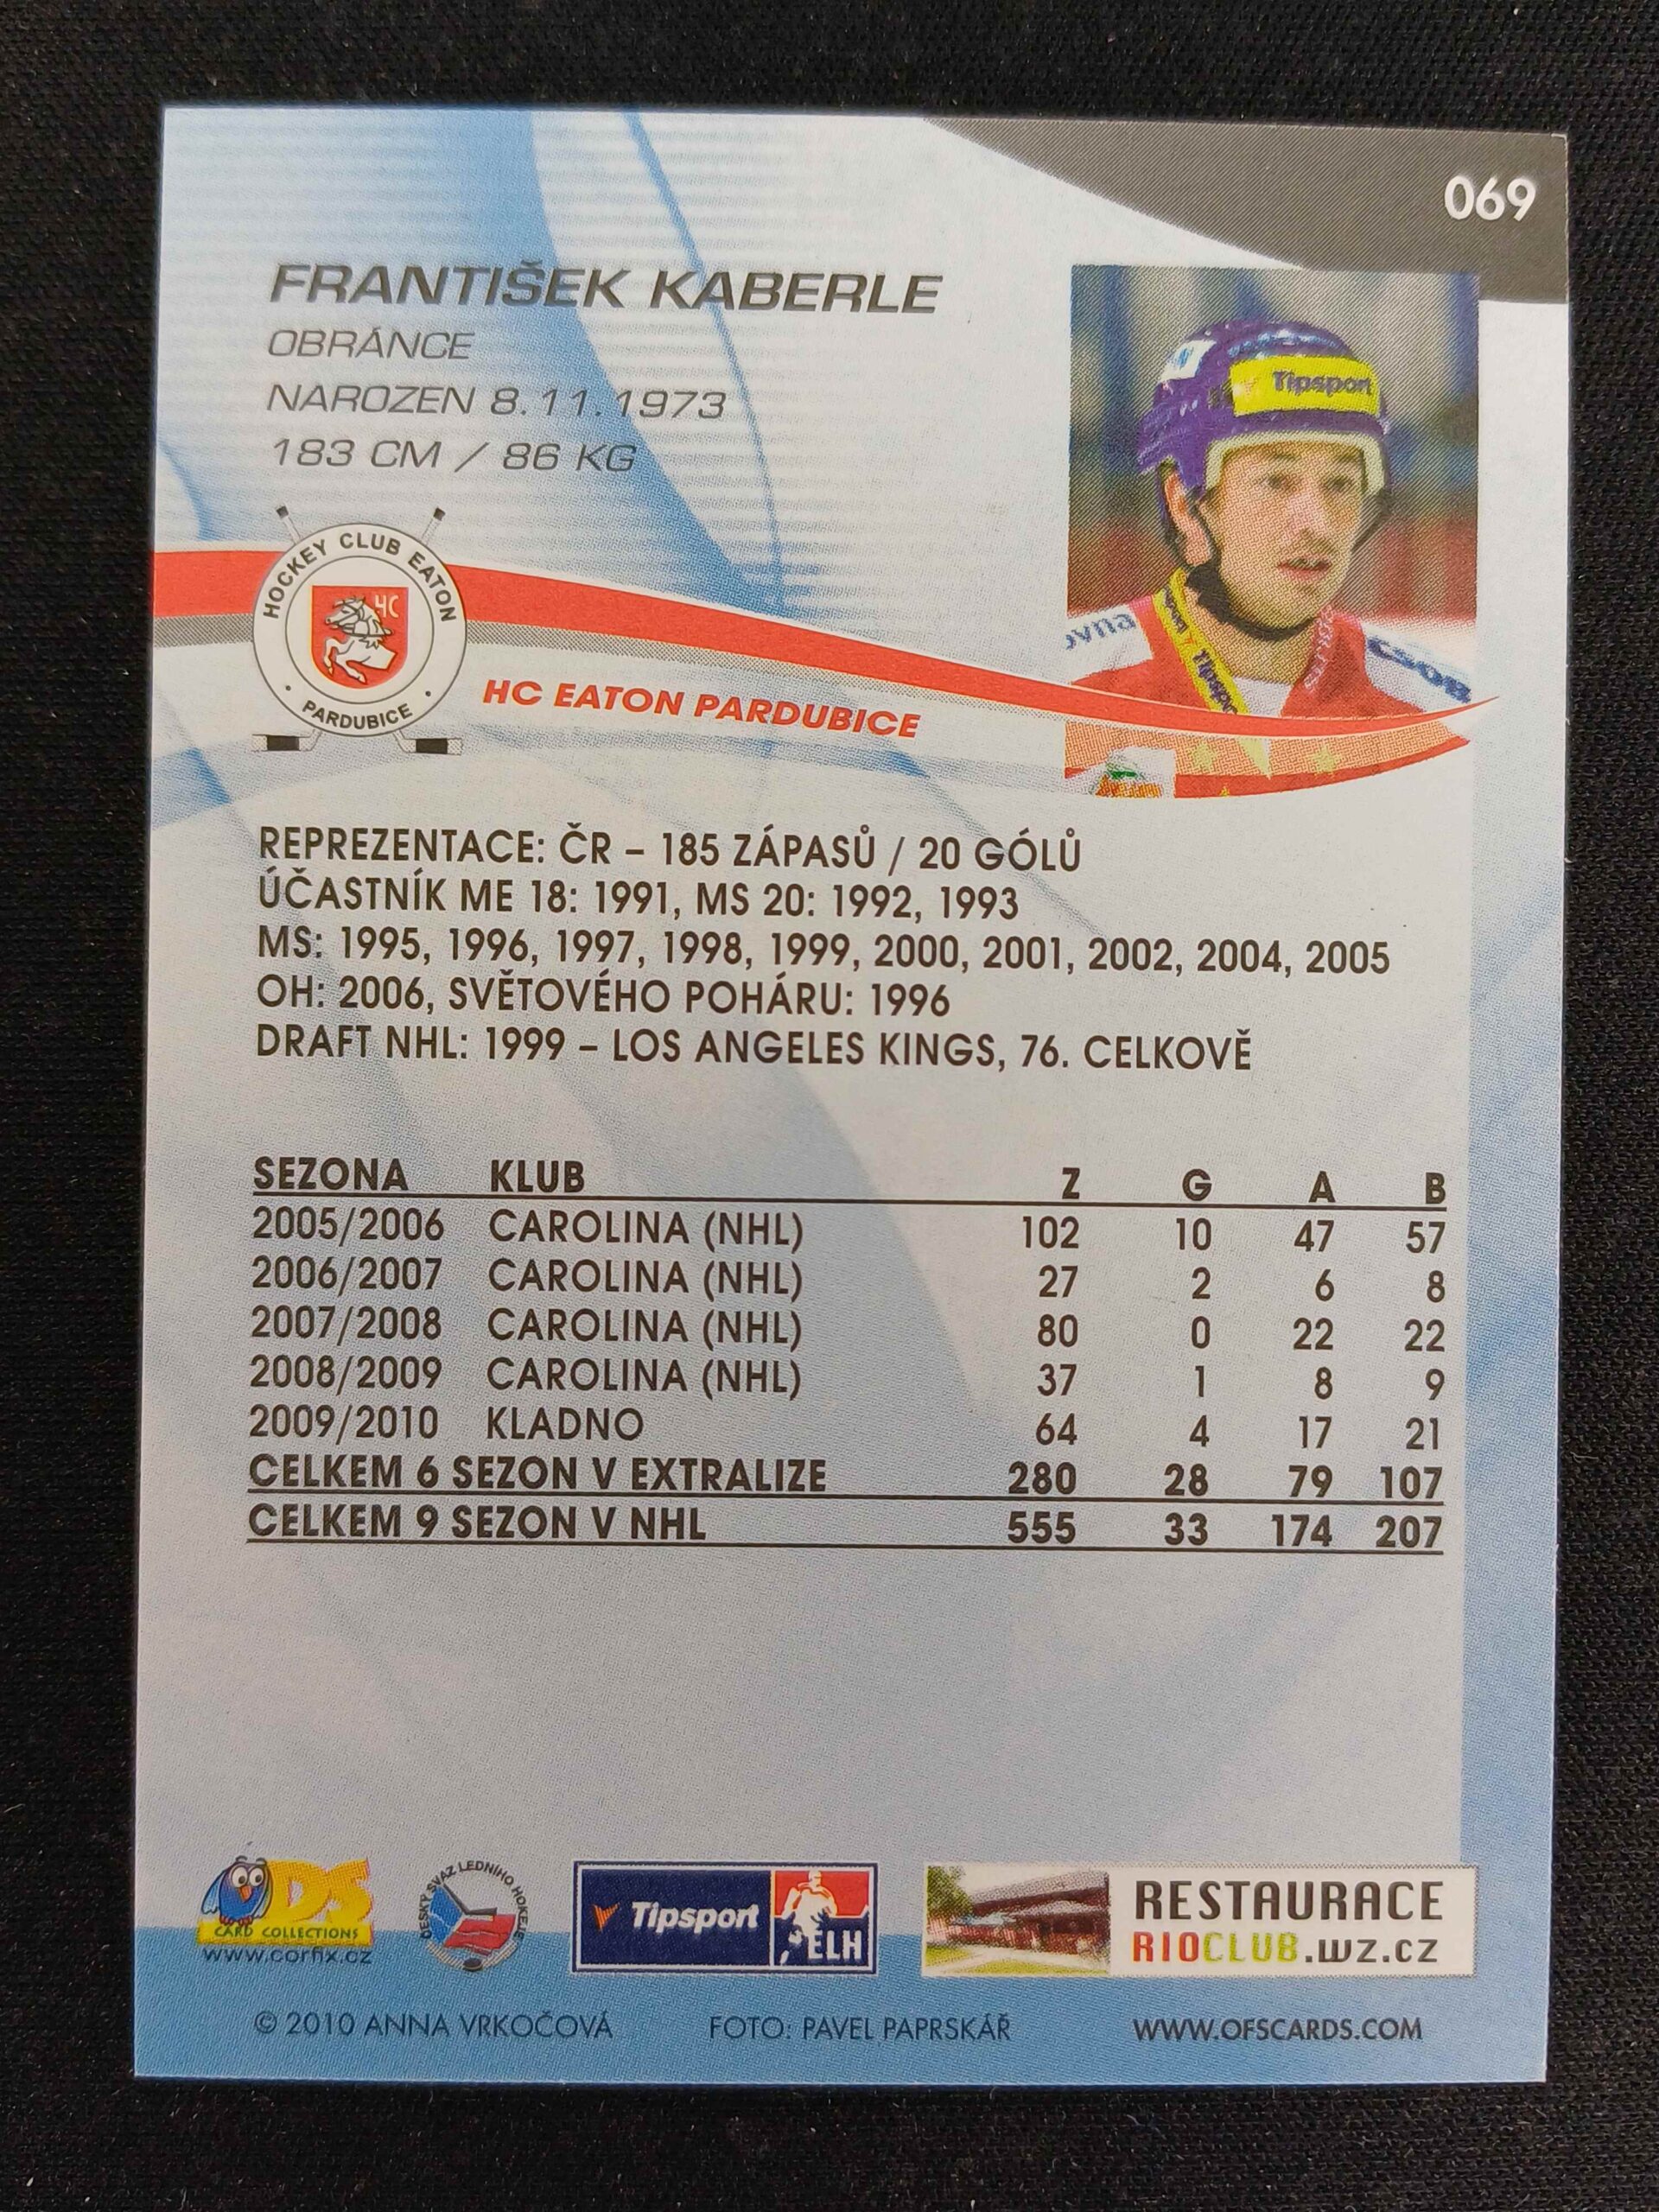 069
FRANTIŠEK KABERLE
OBRÁNCE
NAROZEN 8.11.1973
183 CM / 86 KG
Tipsport
HOCKEY CLUB EATON
HC
PARDUBICE
HC EATON PARDUBICE
ČSOB
REPREZENTACE: ČR – 185 ZÁPASŮ / 20 GÓLŮ
ÚČASTNÍK ME 18: 1991, MS 20: 1992, 1993
MS: 1995, 1996, 1997, 1998, 1999, 2000, 2001, 2002, 2004, 2005
OH: 2006, SVĚTOVÉHO POHÁRU: 1996
DRAFT NHL: 1999 – LOS ANGELES KINGS, 76. CELKOVĚ
SEZONA KLUB Z G A B
2005/2006 CAROLINA (NHL) 102 10 47 57
2006/2007 CAROLINA (NHL) 27 2 6 8
2007/2008 CAROLINA (NHL) 80 0 22 22
2008/2009 CAROLINA (NHL) 37 1 8 9
2009/2010 KLADNO 64 4 17 21
CELKEM 6 SEZON V EXTRALIZE 280 28 79 107
CELKEM 9 SEZON V NHL 555 33 174 207
DS
CARD COLLECTIONS
www.corfix.cz
ČESKÝ SVAZ LEDNÍHO HOKEJE
Tipsport ELH
RESTAURACE
RIOCLUB.WZ.CZ
© 2010 ANNA VRKOČOVÁ FOTO: PAVEL PAPRSKÁŘ WWW.OFSCARDS.COM